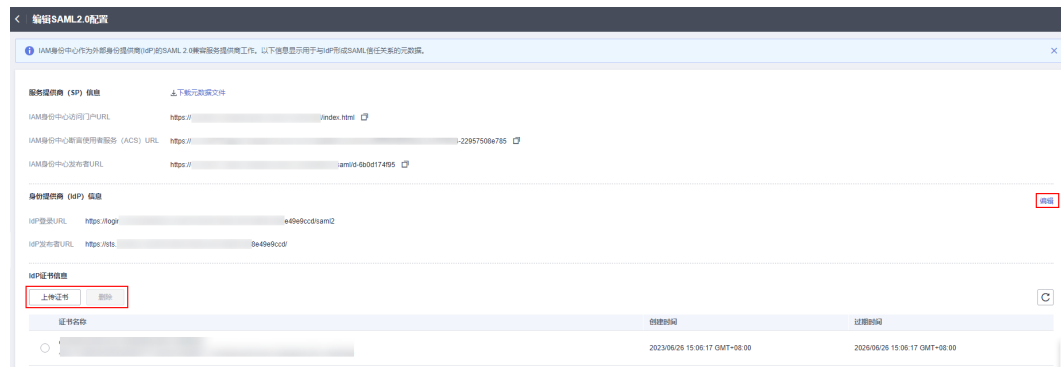 编辑SAML2.0配置
IAM身份中心作为外部身份提供商(IdP)的SAML 2.0兼容服务提供商工作。以下信息显示用于与IdP形成SAML信任关系的元数据。
服务提供商（SP）信息 下载元数据文件
IAM身份中心访问门户URL https:// /index.html
IAM身份中心断言使用者服务（ACS）URL https:// -22957508e785
IAM身份中心发布者URL https:// saml/d-6b0d174f95
身份提供商（IdP）信息 编辑
IdP登录URL https://login e49e9ccd/saml2
IdP发布者URL https://sts. 8e49e9ccd/
IdP证书信息
上传证书 删除
证书名称 创建时间 过期时间
2023/06/26 15:06:17 GMT+08:00 2026/06/26 15:06:17 GMT+08:00